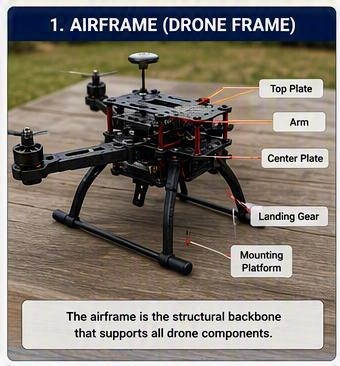 1. AIRFRAME (DRONE FRAME)
Top Plate
Arm
Center Plate
Landing Gear
Mounting
Platform
The airframe is the structural backbone
that supports all drone components.